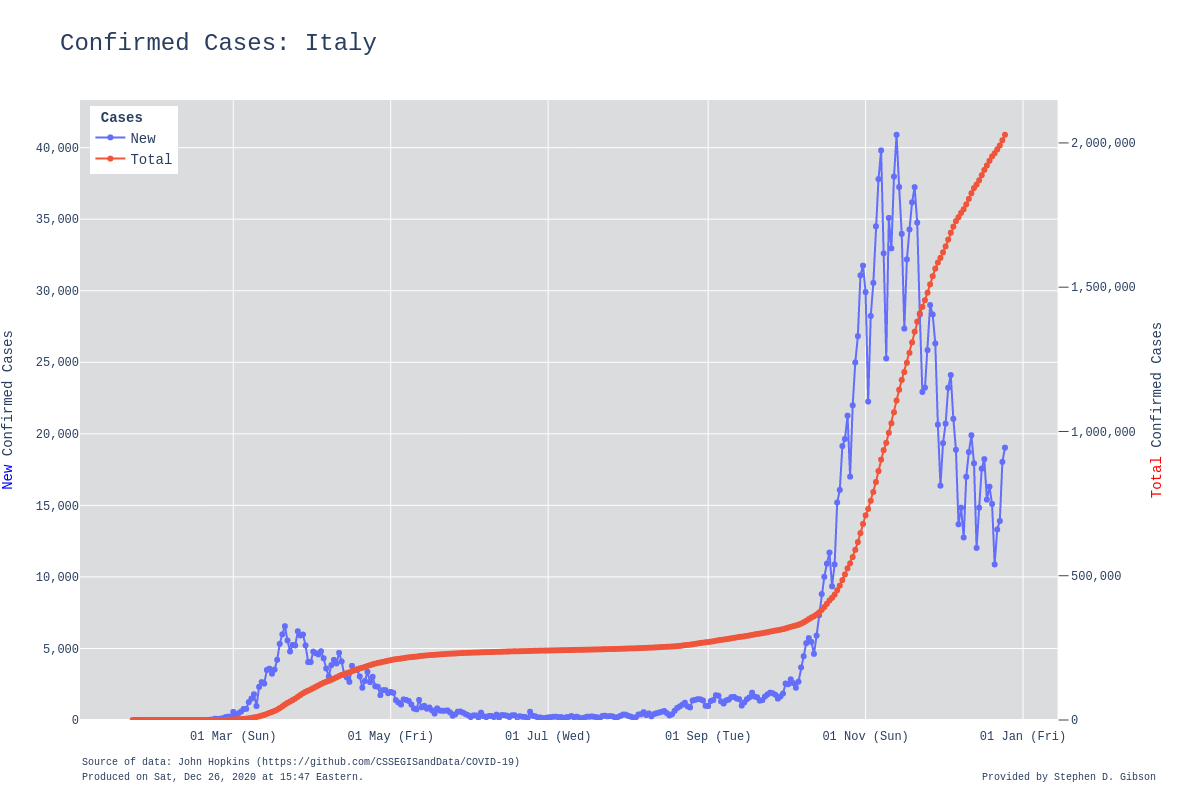 Confirmed Cases: Italy
Cases
New
Total
40,000
35,000
30,000
25,000
20,000
15,000
10,000
5,000
0
2,000,000
1,500,000
1,000,000
500,000
0
New Confirmed Cases
Total Confirmed Cases
01 Mar (Sun) 01 May (Fri) 01 Jul (Wed) 01 Sep (Tue) 01 Nov (Sun) 01 Jan (Fri)
Source of data: John Hopkins (https://github.com/CSSEGISandData/COVID-19)
Produced on Sat, Dec 26, 2020 at 15:47 Eastern.
Provided by Stephen D. Gibson